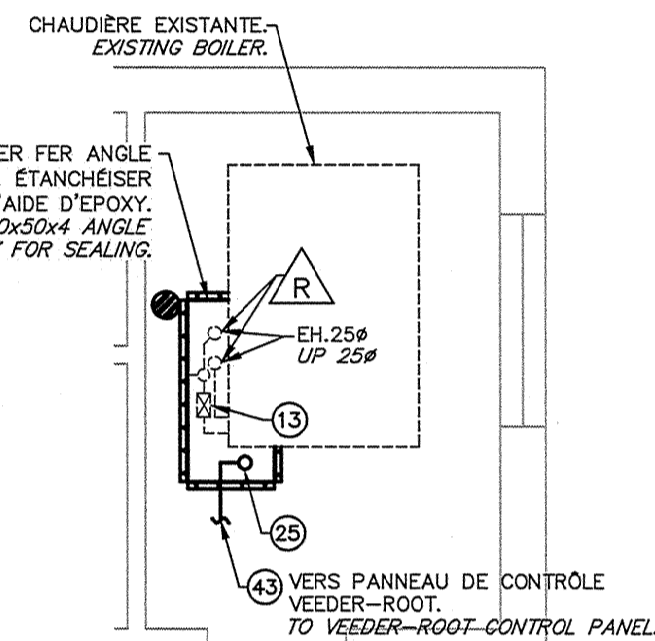 CHAUDIÈRE EXISTANTE.
EXISTING BOILER.
ER FER ANGLE
ÉTANCHÉISER
'AIDE D'EPOXY.
0x50x4 ANGLE
FOR SEALING.
R
EH.25ø
UP 25ø
13
25
43
VERS PANNEAU DE CONTRÔLE
VEEDER-ROOT.
TO VEEDER-ROOT CONTROL PANEL.